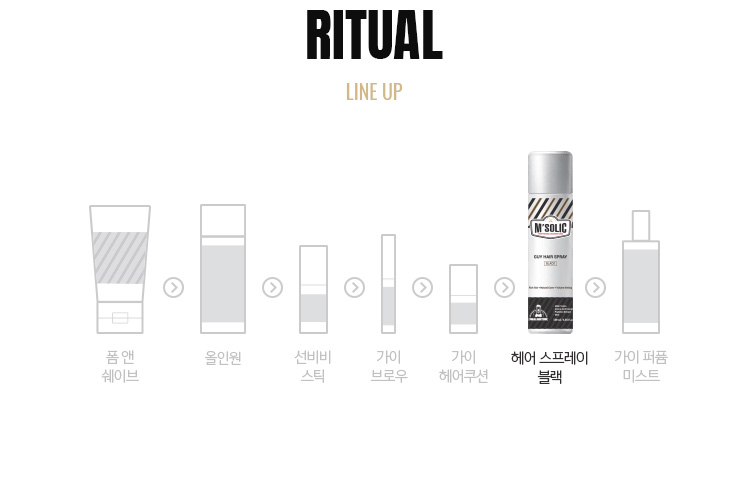 RITUAL
LINE UP
M'SOLIC
GUY HAIR SPRAY
BLACK
폼 앤
쉐이브
올인원
선비비
스틱
가이
브로우
가이
헤어쿠션
헤어 스프레이
블랙
가이 퍼퓸
미스트